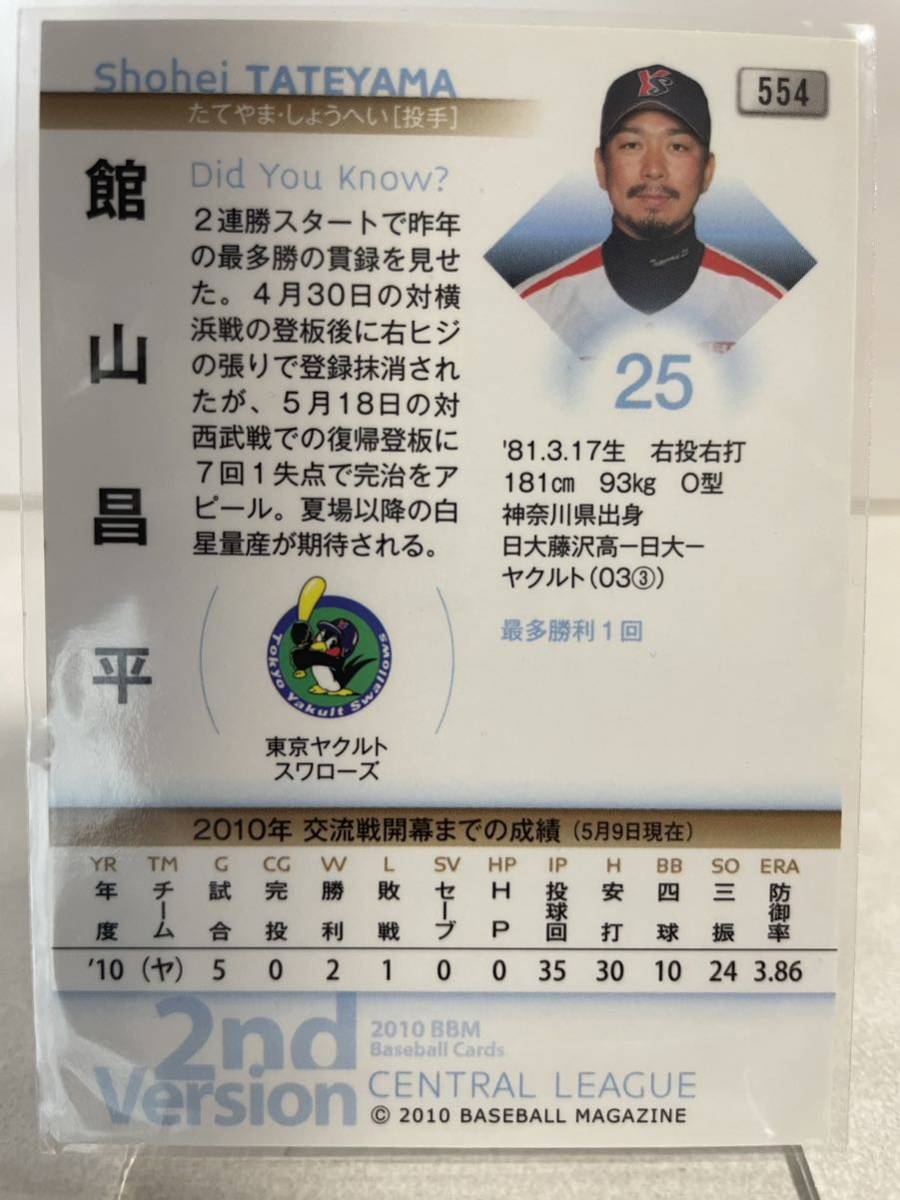 Shohei TATEYAMA
たてやま・しょうへい[投手]
554
館山昌平
Did You Know?
2連勝スタートで昨年
の最多勝の貫録を見せ
た。4月30日の対横
浜戦の登板後に右ヒジ
の張りで登録抹消され
たが、5月18日の対
西武戦での復帰登板に
7回1失点で完治をア
ピール。夏場以降の白
星量産が期待される。
YS
25
'81.3.17生 右投右打
181㎝ 93㎏ O型
神奈川県出身
日大藤沢高ー日大ー
ヤクルト(03③)
最多勝利1回
Tokyo Yakult Swallows
東京ヤクルト
スワローズ
2010年 交流戦開幕までの成績(5月9日現在)
YR TM G CG W L SV HP IP H BB SO ERA
年度 チーム 試合 完投 勝利 敗戦 セーブ HP 投球回 安打 四球 三振 防御率
'10 (ヤ) 5 0 2 1 0 0 35 30 10 24 3.86
2nd
Version
2010 BBM
Baseball Cards
CENTRAL LEAGUE
© 2010 BASEBALL MAGAZINE